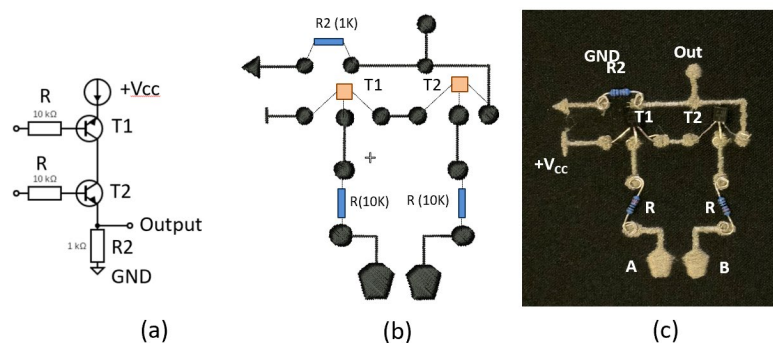 +Vcc
R
10 kΩ
T1
R
10 kΩ
T2
Output
1 kΩ
R2
GND
(a)
R2 (1K)
T1
T2
R(10K)
R (10K)
(b)
GND
R2
Out
T1
T2
+Vcc
R
R
A
B
(c)